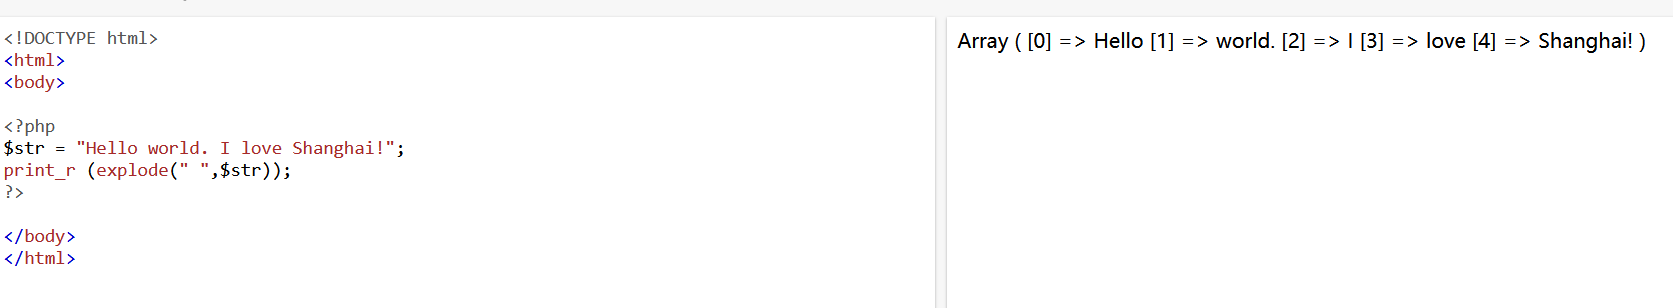 <!DOCTYPE html>
<html>
<body>
<?php
$str = "Hello world. I love Shanghai!";
print_r (explode(" ",$str));
?>
</body>
</html>
Array ( [0] => Hello [1] => world. [2] => I [3] => love [4] => Shanghai! )